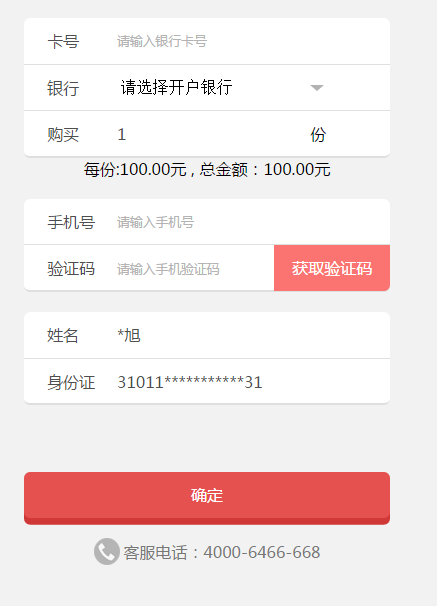 卡号 请输入银行卡号
银行 请选择开户银行
购买 1 份
每份:100.00元 , 总金额：100.00元
手机号 请输入手机号
验证码 请输入手机验证码 获取验证码
姓名 *旭
身份证 31011***********31
确定
客服电话：4000-6466-668